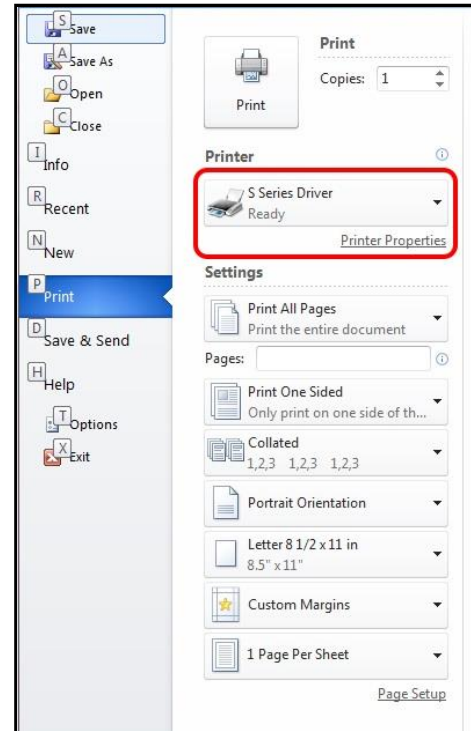 S
Save
A
Save As
O
Open
C
Close
I
Info
R
Recent
N
New
P
Print
D
Save & Send
H
Help
T
Options
X
Exit
Print
Print
Copies: 1
Printer
S Series Driver
Ready
Printer Properties
Settings
Print All Pages
Print the entire document
Pages:
Print One Sided
Only print on one side of th...
Collated
1,2,3 1,2,3 1,2,3
Portrait Orientation
Letter 8 1/2 x 11 in
8.5" x 11"
Custom Margins
1 Page Per Sheet
Page Setup